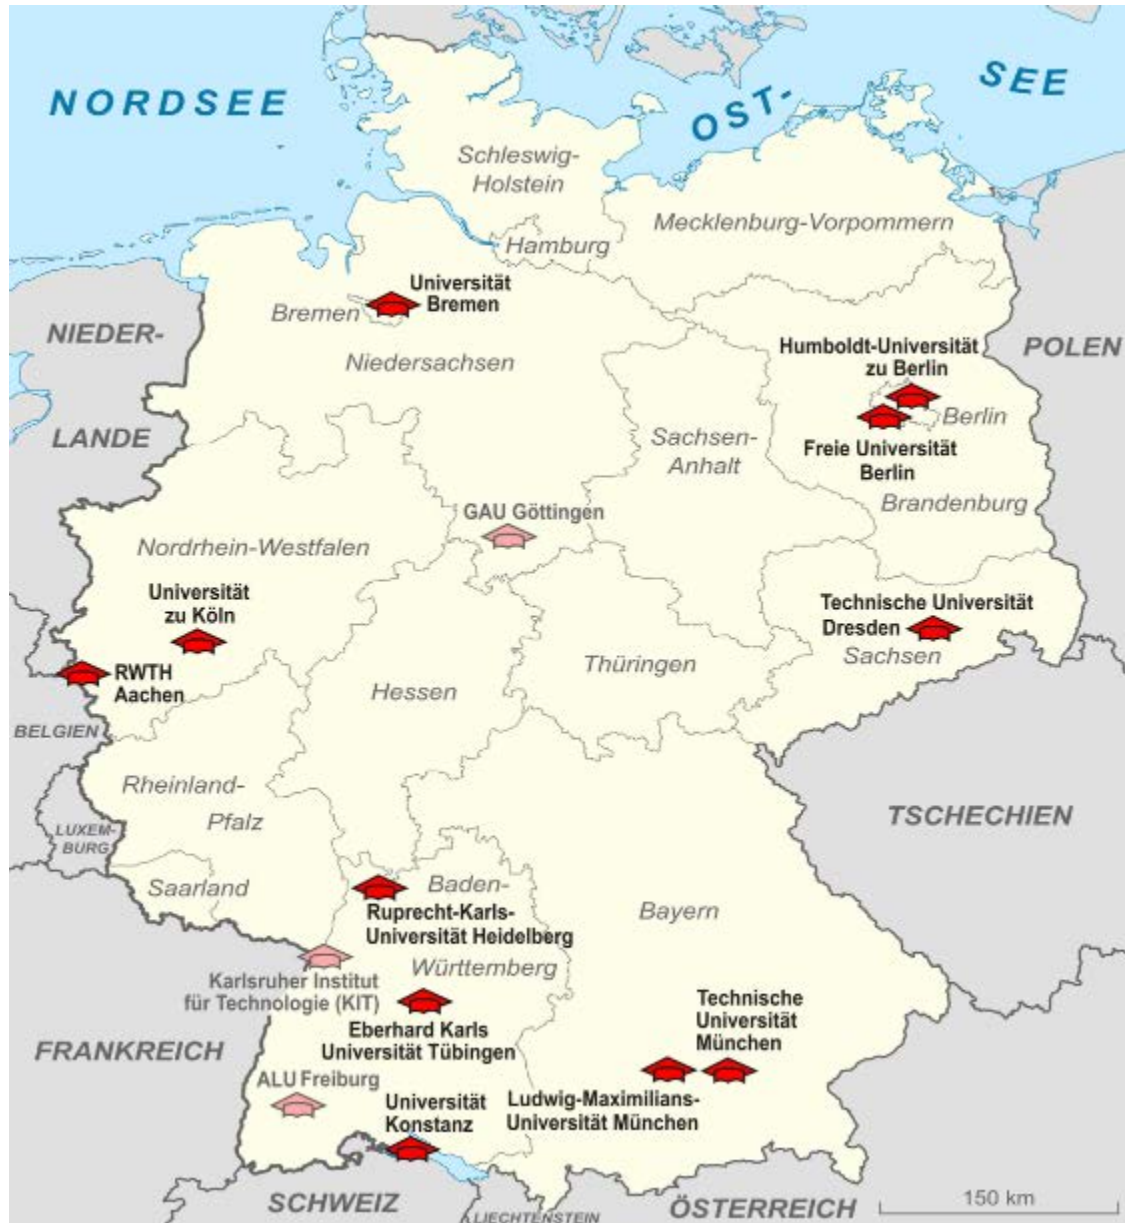 NORDSEE
OST-
SEE
Schleswig-
Holstein
Mecklenburg-Vorpommern
Hamburg
Universität
Bremen
Bremen
Niedersachsen
NIEDER-
LANDE
Humboldt-Universität
zu Berlin
Berlin
Freie Universität
Berlin
Brandenburg
POLEN
Sachsen-
Anhalt
GAU Göttingen
Nordrhein-Westfalen
Universität
zu Köln
RWTH
Aachen
Technische Universität
Dresden
Sachsen
Thüringen
Hessen
BELGIEN
Rheinland-
Pfalz
LUXEM-
BURG
Saarland
TSCHECHIEN
Baden-
Ruprecht-Karls-
Universität Heidelberg
Württemberg
Bayern
Karlsruher Institut
für Technologie (KIT)
Eberhard Karls
Universität Tübingen
Technische
Universität
München
FRANKREICH
ALU Freiburg
Universität
Konstanz
Ludwig-Maximilians-
Universität München
SCHWEIZ
LIECHTENSTEIN
ÖSTERREICH
150 km